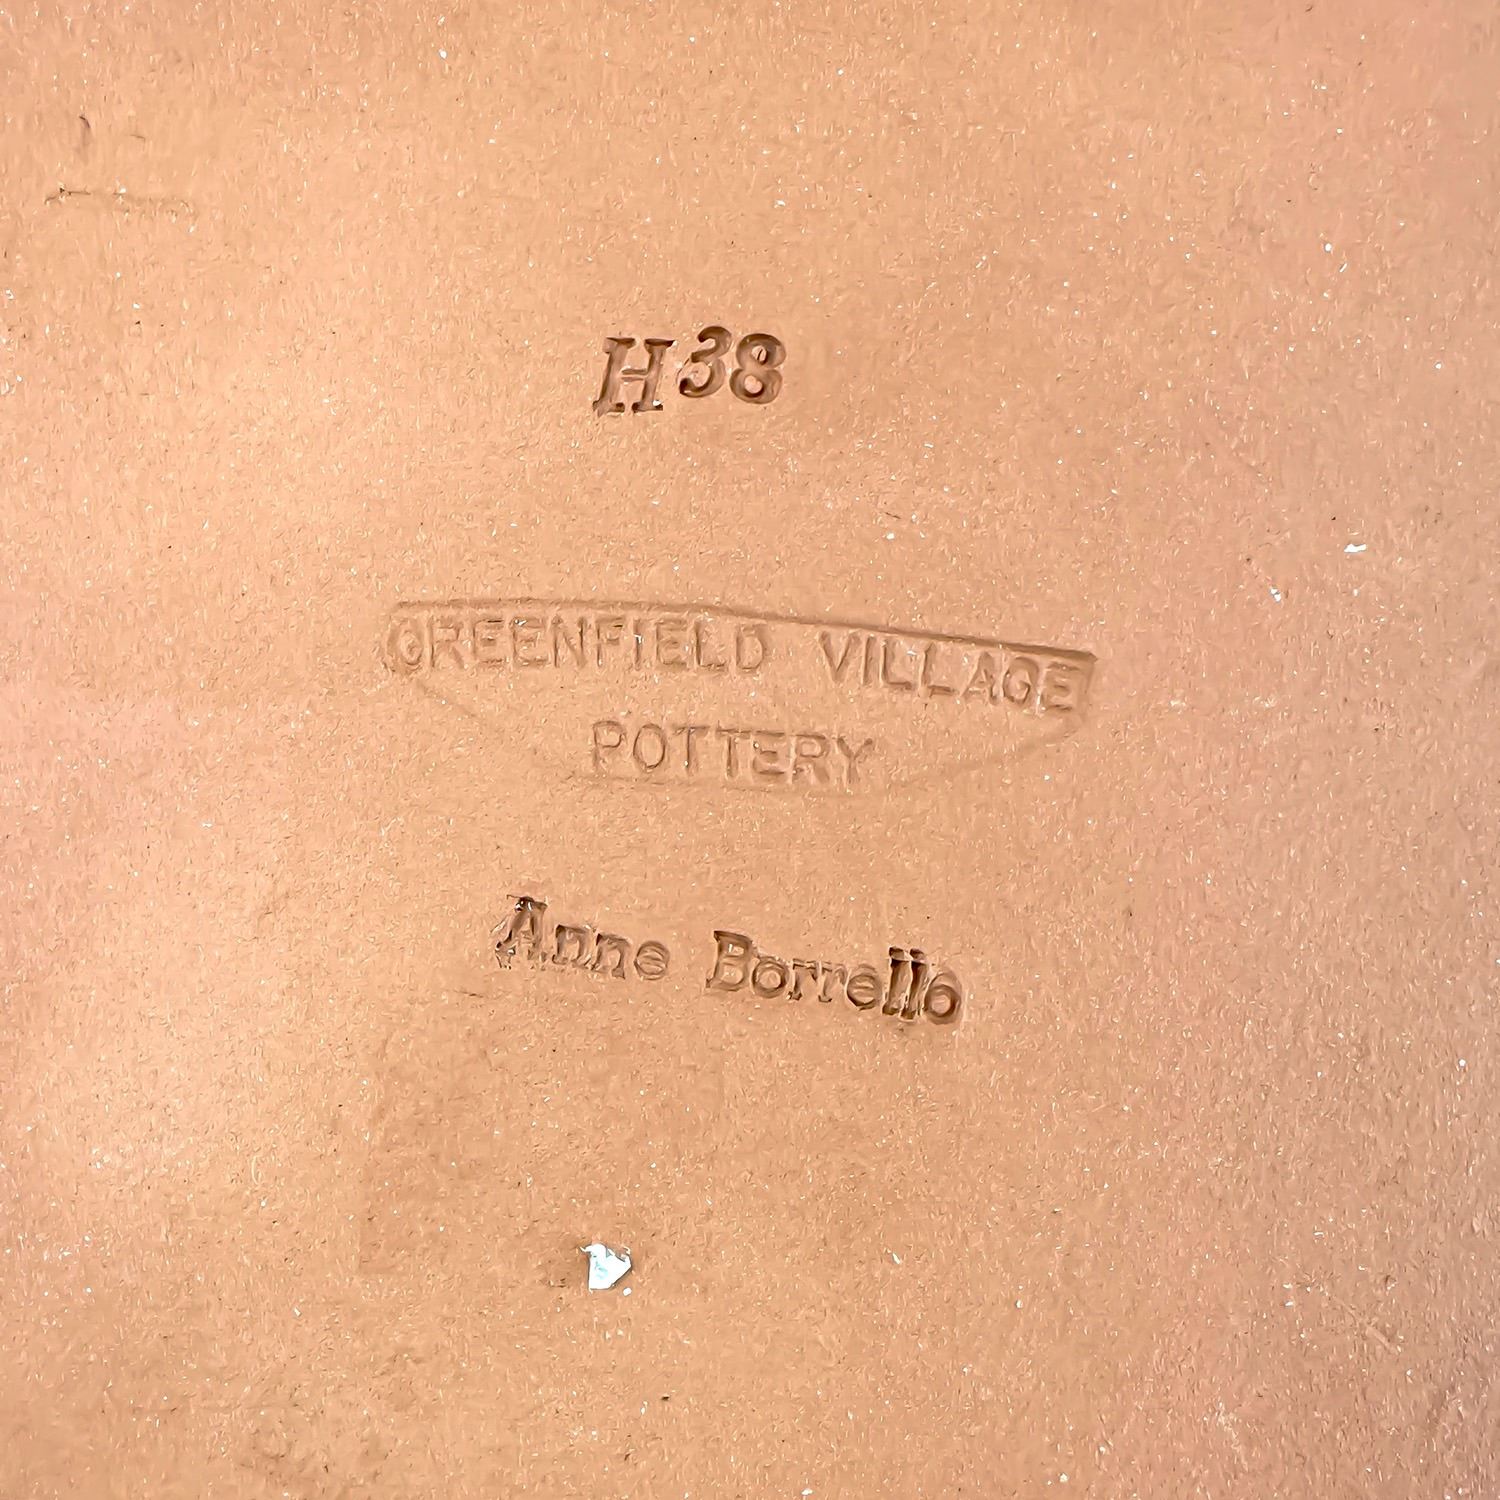 H38
GREENFIELD VILLAGE
POTTERY
Anne Borrello